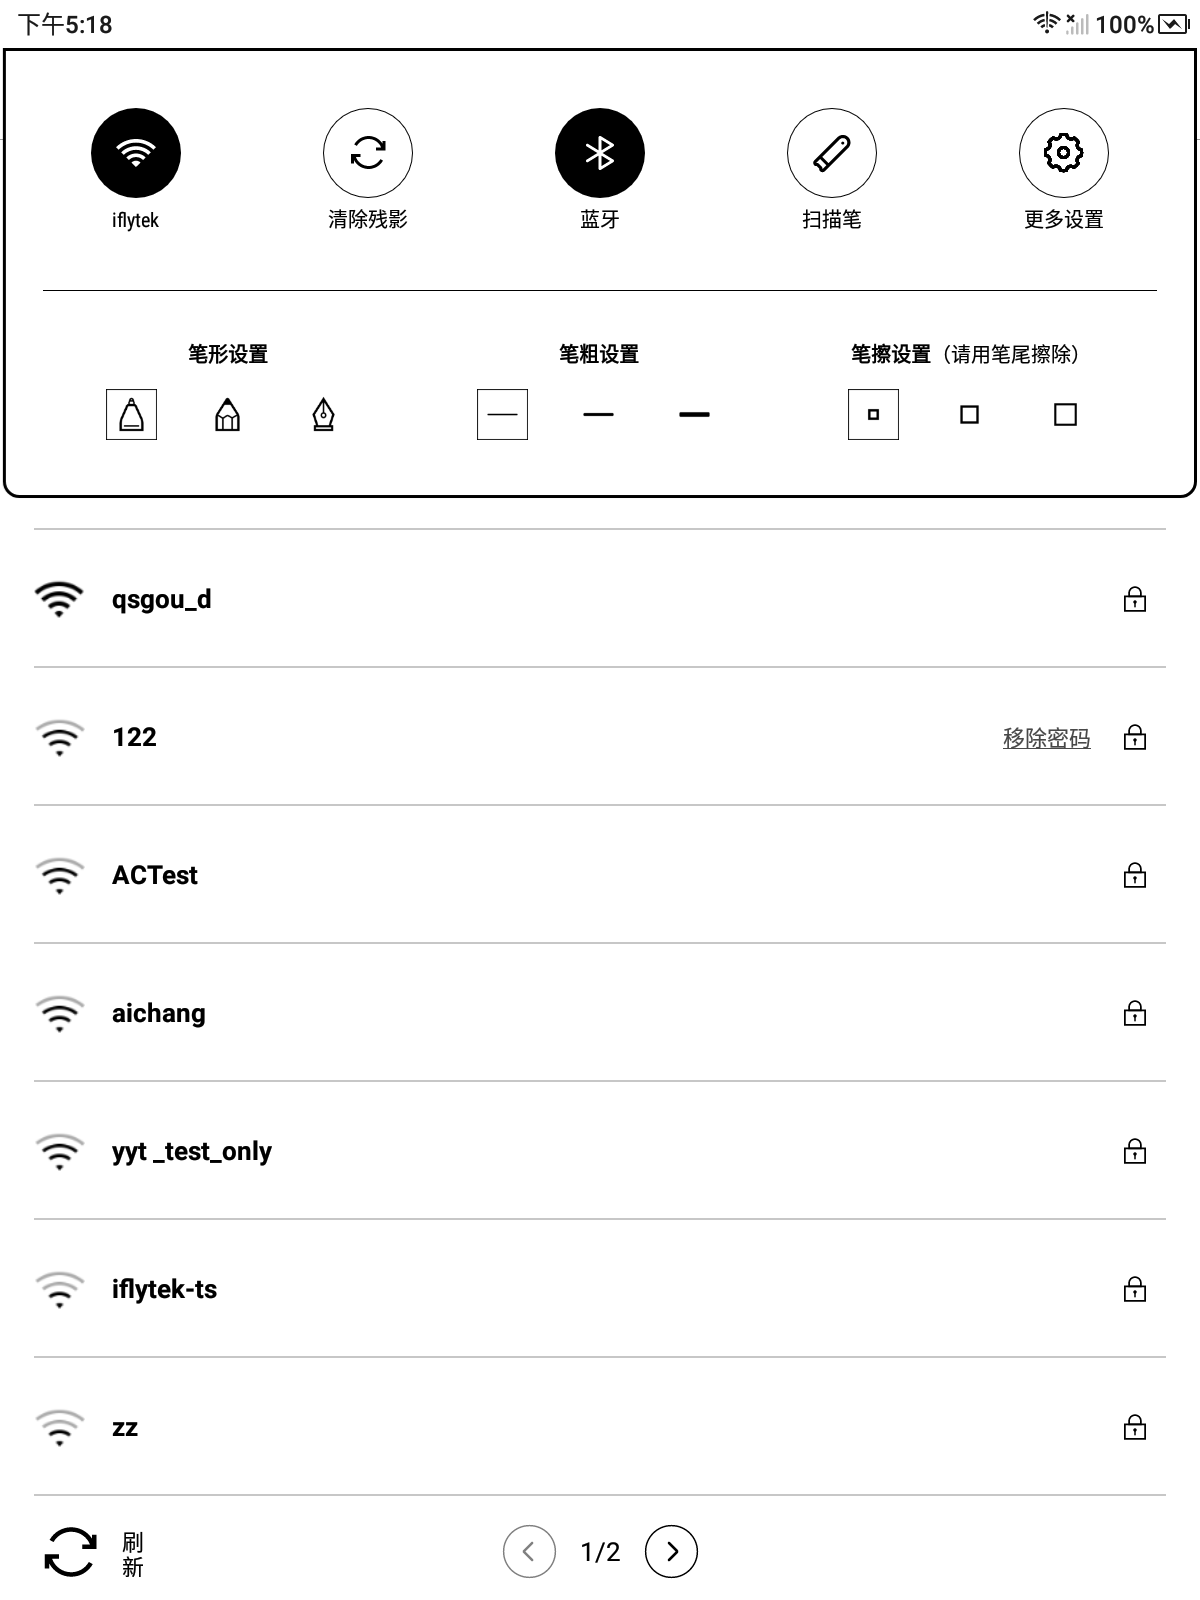 下午5:18 100%
iflytek 清除残影 蓝牙 扫描笔 更多设置
笔形设置 笔粗设置 笔擦设置（请用笔尾擦除）
qsgou_d
122 移除密码
ACTest
aichang
yyt _test_only
iflytek-ts
zz
刷新 1/2